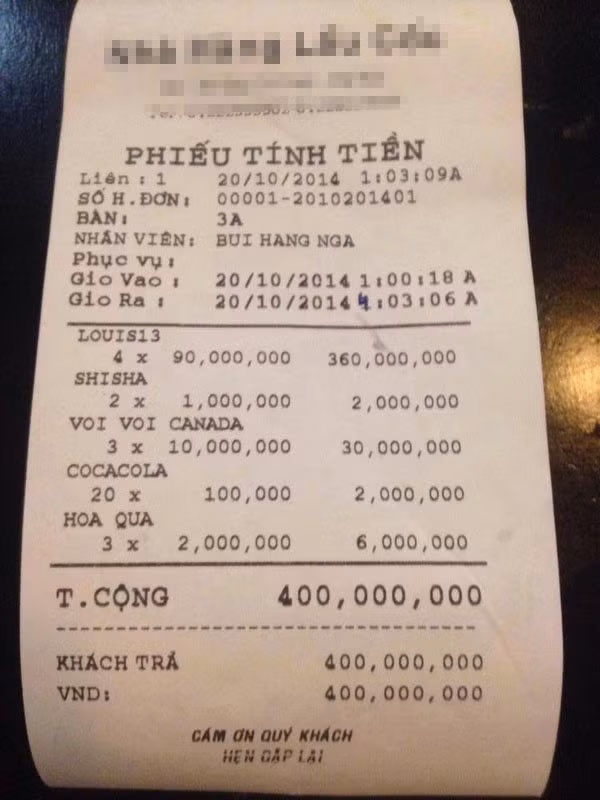 PHIẾU TÍNH TIỀN
Liên : 1 20/10/2014 1:03:09A
SỐ H.ĐƠN: 00001-2010201401
BÀN: 3A
NHÂN VIÊN: BUI HANG NGA
Phục vụ :
Gio Vao : 20/10/2014 1:00:18 A
Gio Ra : 20/10/2014 4:03:06 A
LOUIS13
4 x 90,000,000 360,000,000
SHISHA
2 x 1,000,000 2,000,000
VOI VOI CANADA
3 x 10,000,000 30,000,000
COCACOLA
20 x 100,000 2,000,000
HOA QUA
3 x 2,000,000 6,000,000
T.CỘNG 400,000,000
KHÁCH TRẢ 400,000,000
VND: 400,000,000
CÁM ƠN QUÝ KHÁCH
HẸN GẶP LẠI